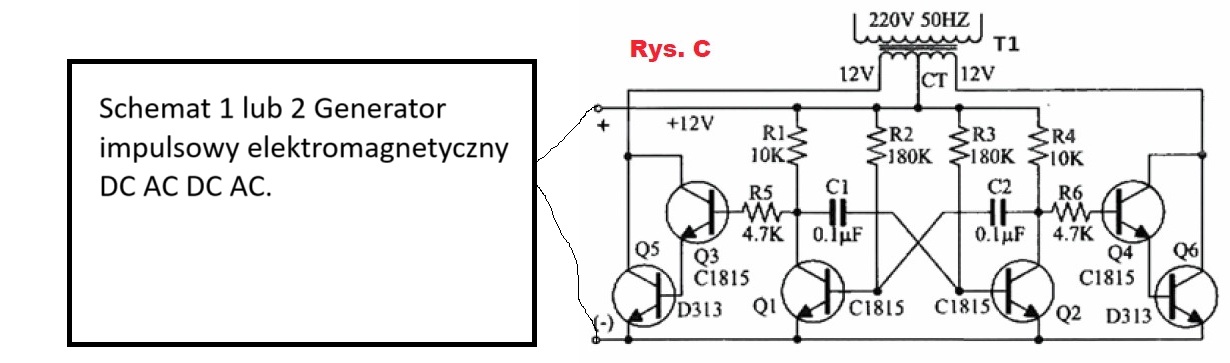 Schemat 1 lub 2 Generator
impulsowy elektromagnetyczny
DC AC DC AC.
Rys. C
220V 50HZ
T1
12V
CT
12V
+
+12V
R1
10K
R2
180K
R3
180K
R4
10K
R5
4.7K
C1
0.1µF
C2
0.1µF
R6
4.7K
Q5
Q3
C1815
D313
Q1
C1815
C1815
Q2
Q4
C1815
Q6
D313
(-)